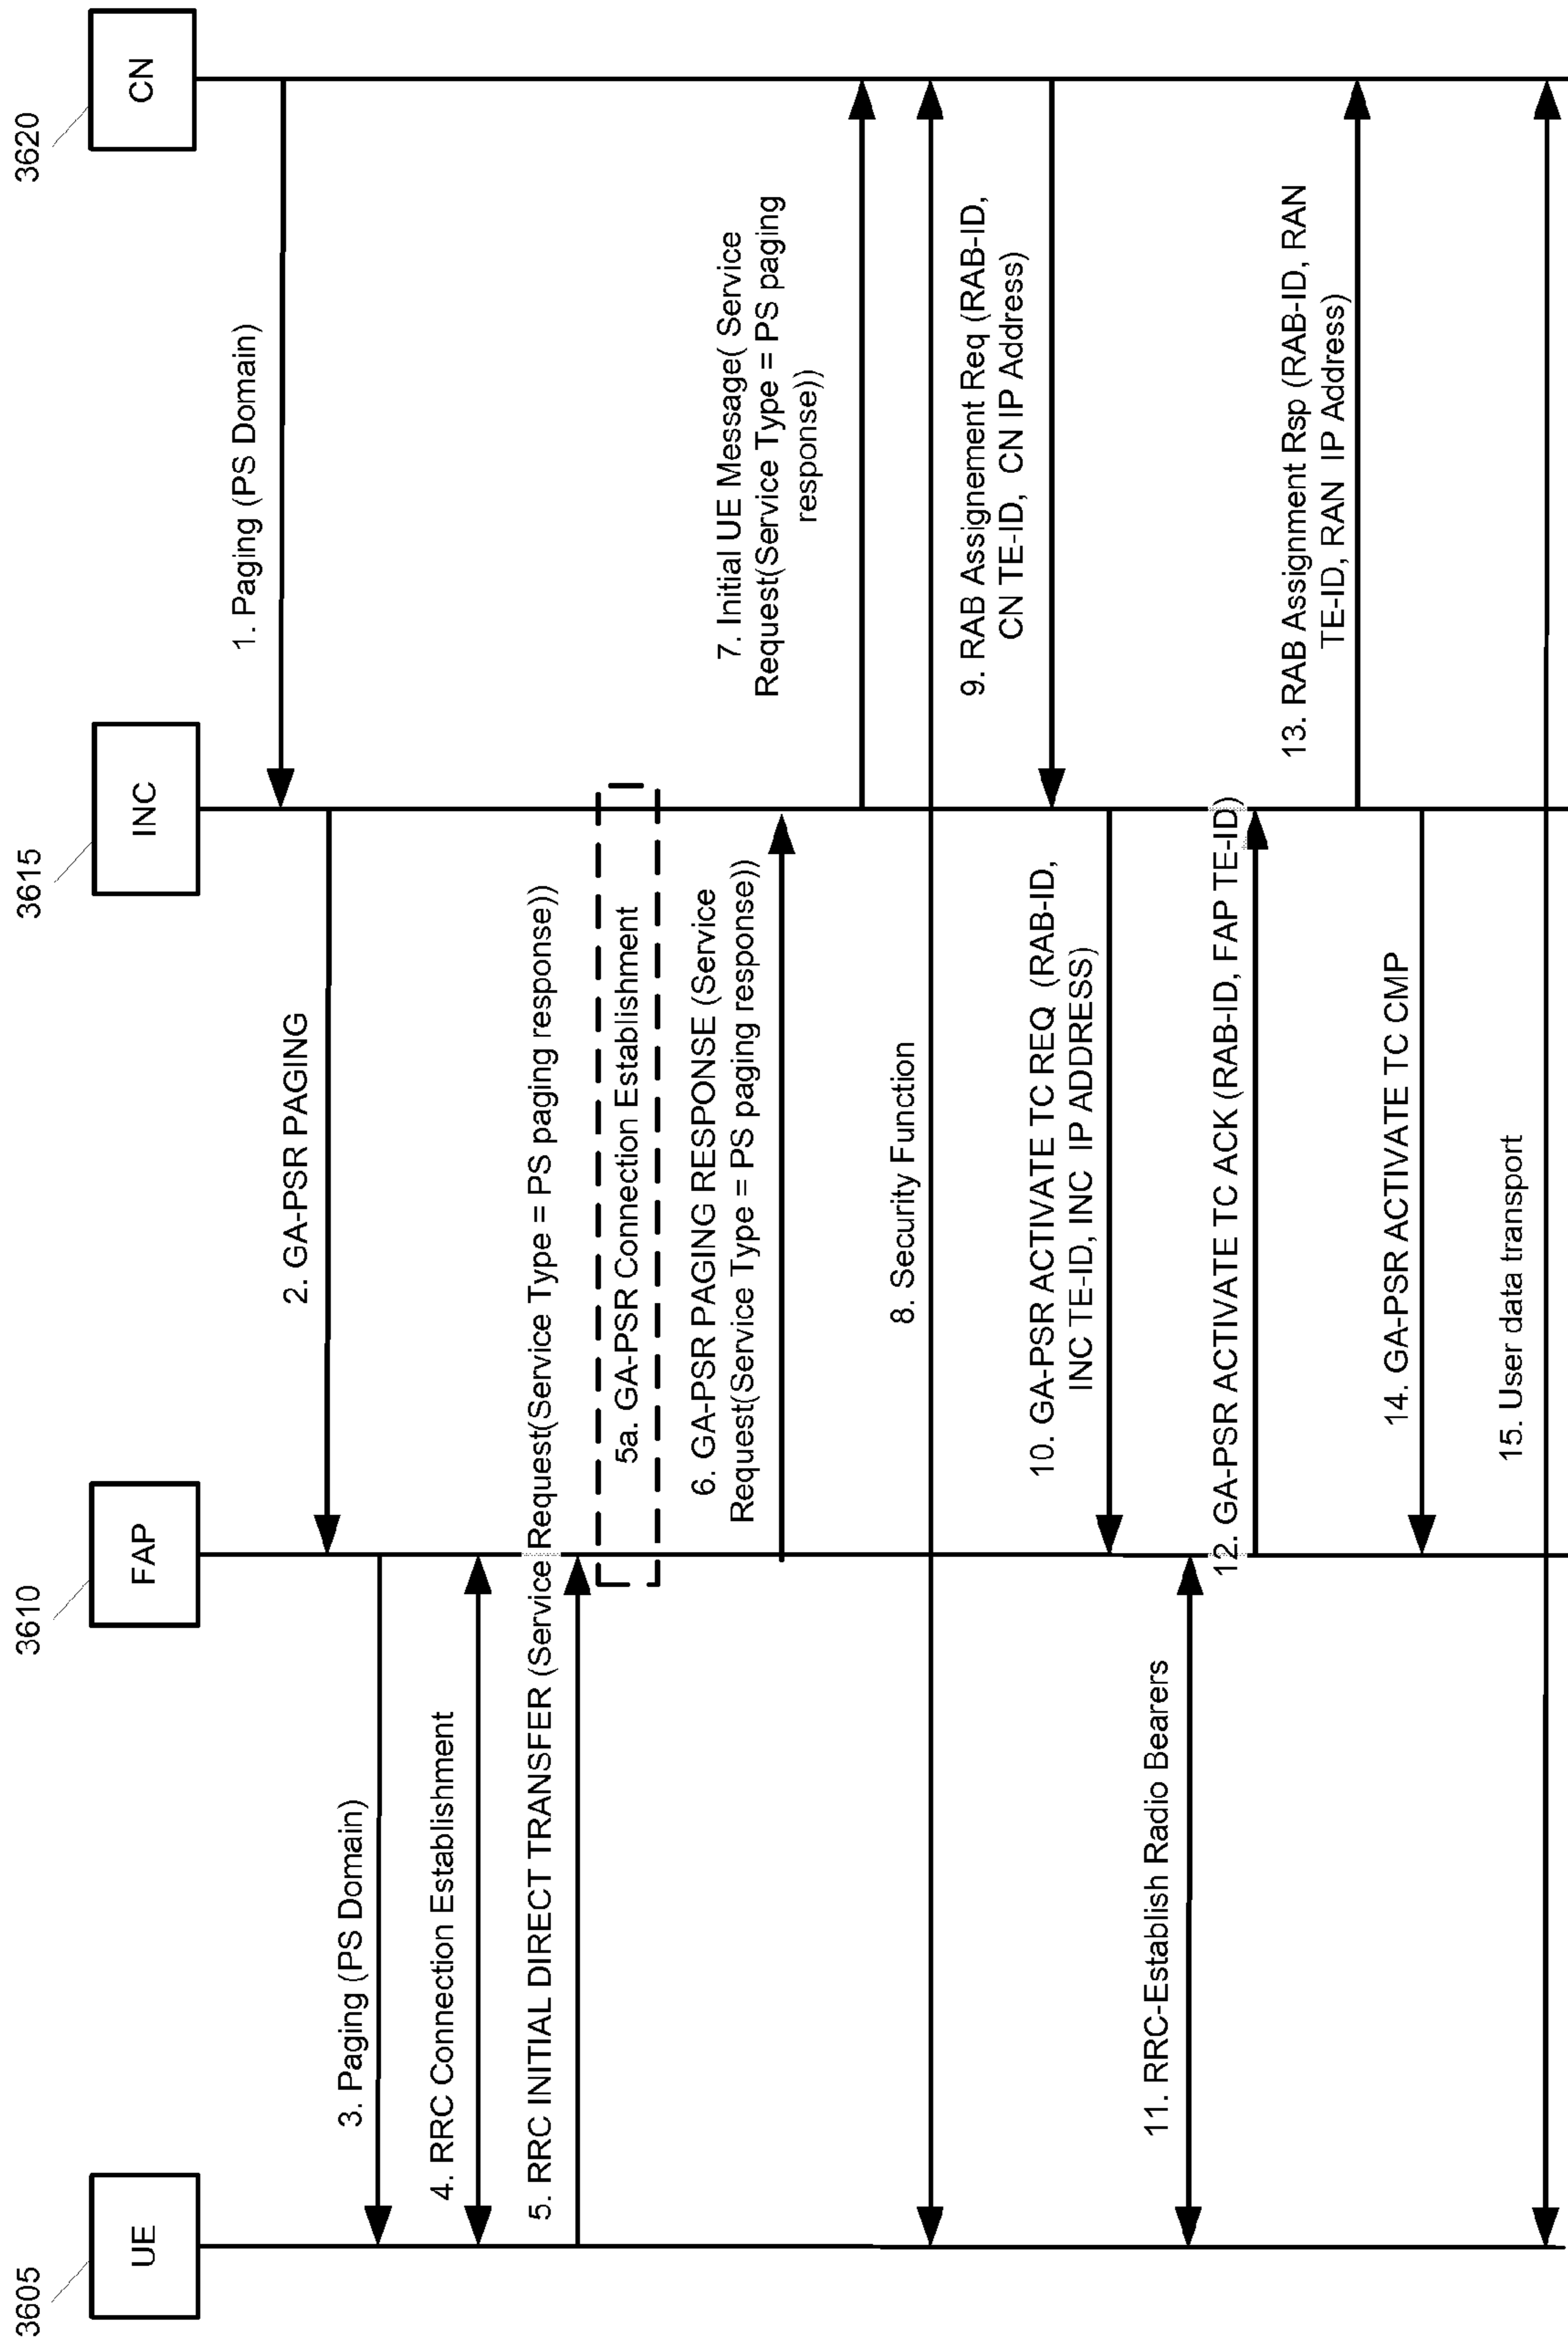 3605
3610
3615
3620
UE
FAP
INC
CN
1. Paging (PS Domain)
2. GA-PSR PAGING
3. Paging (PS Domain)
4. RRC Connection Establishment
5. RRC INITIAL DIRECT TRANSFER (Service Request(Service Type = PS paging response))
5a. GA-PSR Connection Establishment
6. GA-PSR PAGING RESPONSE (Service
Request(Service Type = PS paging response))
7. Initial UE Message( Service
Request(Service Type = PS paging
response))
8. Security Function
9. RAB Assignement Req (RAB-ID,
CN TE-ID, CN IP Address)
10. GA-PSR ACTIVATE TC REQ (RAB-ID,
INC TE-ID, INC IP ADDRESS)
11. RRC-Establish Radio Bearers
12. GA-PSR ACTIVATE TC ACK (RAB-ID, FAP TE-ID)
13. RAB Assignment Rsp (RAB-ID, RAN
TE-ID, RAN IP Address)
14. GA-PSR ACTIVATE TC CMP
15. User data transport